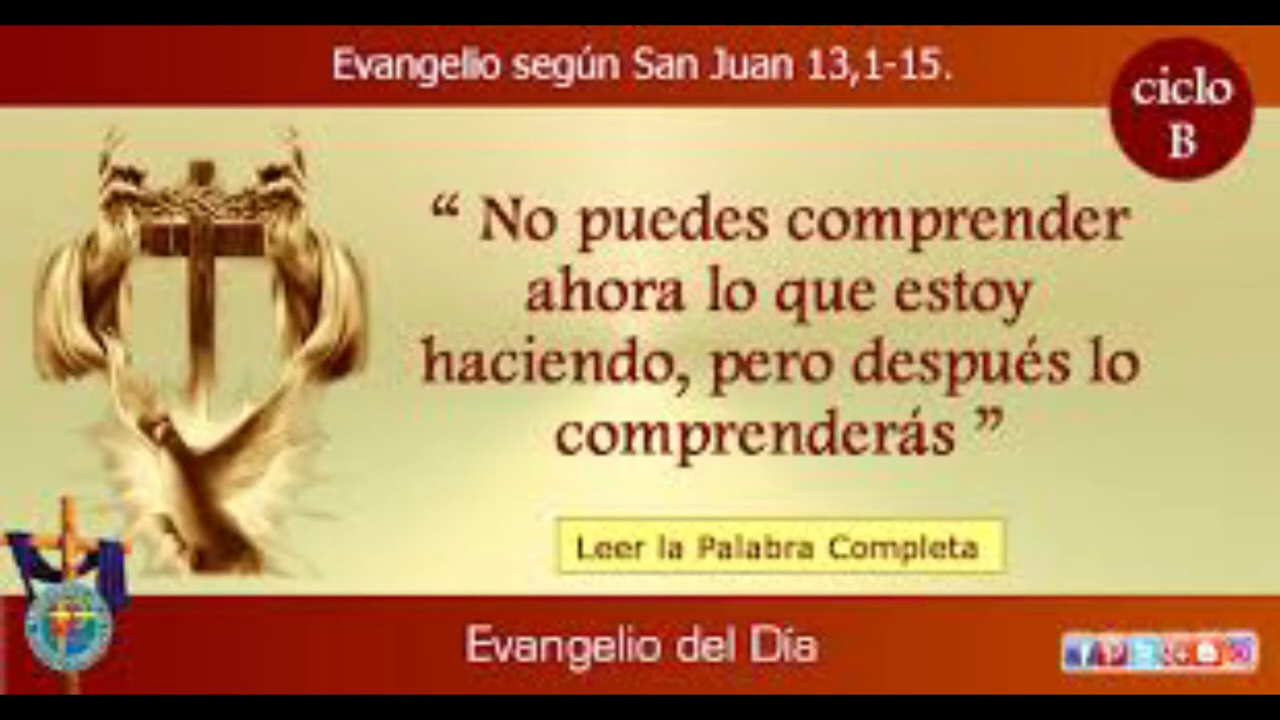 Evangelio según San Juan 13,1-15.
ciclo
B
“ No puedes comprender
ahora lo que estoy
haciendo, pero después lo
comprenderás ”
Leer la Palabra Completa
Evangelio del Día